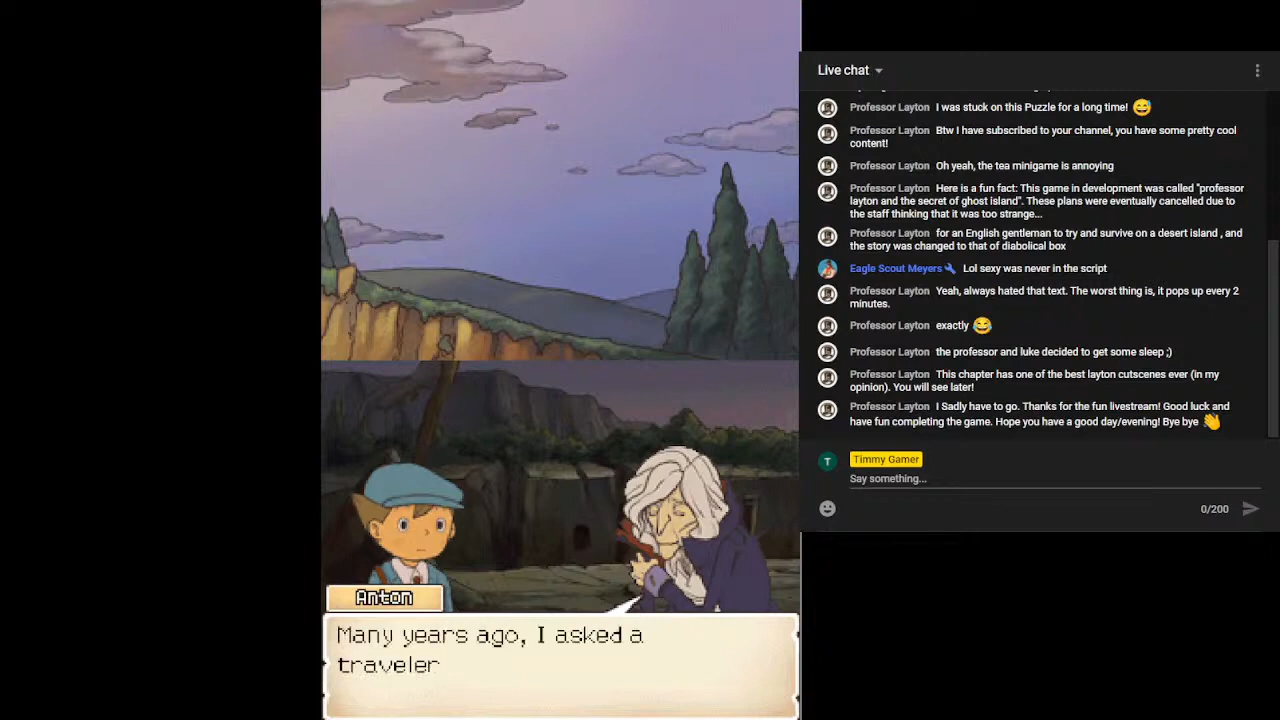 Live chat
Professor Layton I was stuck on this Puzzle for a long time! 😅
Professor Layton Btw I have subscribed to your channel, you have some pretty cool
content!
Professor Layton Oh yeah, the tea minigame is annoying
Professor Layton Here is a fun fact: This game in development was called "professor
layton and the secret of ghost island". These plans were eventually cancelled due to
the staff thinking that it was too strange...
Professor Layton for an English gentleman to try and survive on a desert island , and
the story was changed to that of diabolical box
Eagle Scout Meyers Lol sexy was never in the script
Professor Layton Yeah, always hated that text. The worst thing is, it pops up every 2
minutes.
Professor Layton exactly 😂
Professor Layton the professor and luke decided to get some sleep ;)
Professor Layton This chapter has one of the best layton cutscenes ever (in my
opinion). You will see later!
Professor Layton I Sadly have to go. Thanks for the fun livestream! Good luck and
have fun completing the game. Hope you have a good day/evening! Bye bye 👋
T Timmy Gamer
Say something...
0/200
Anton
Many years ago, I asked a
traveler